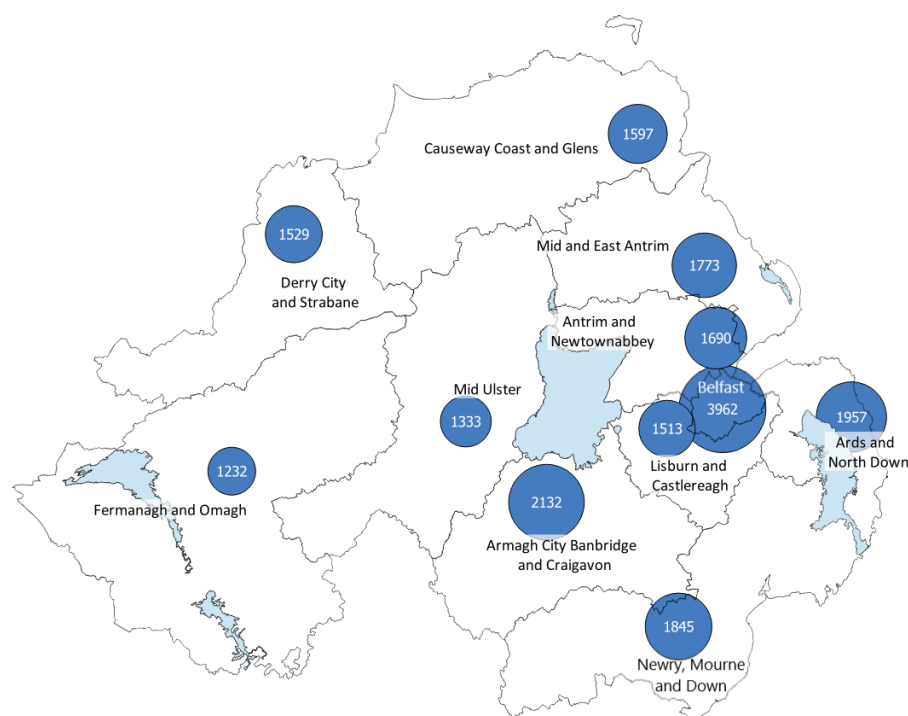 1597
Causeway Coast and Glens
1529
Derry City
and Strabane
Mid and East Antrim
1773
Antrim and
Newtownabbey
1690
Mid Ulster
1333
Belfast
3962
1513
Lisburn and
Castlereagh
1957
Ards and
North Down
1232
Fermanagh and Omagh
2132
Armagh City Banbridge
and Craigavon
1845
Newry, Mourne
and Down